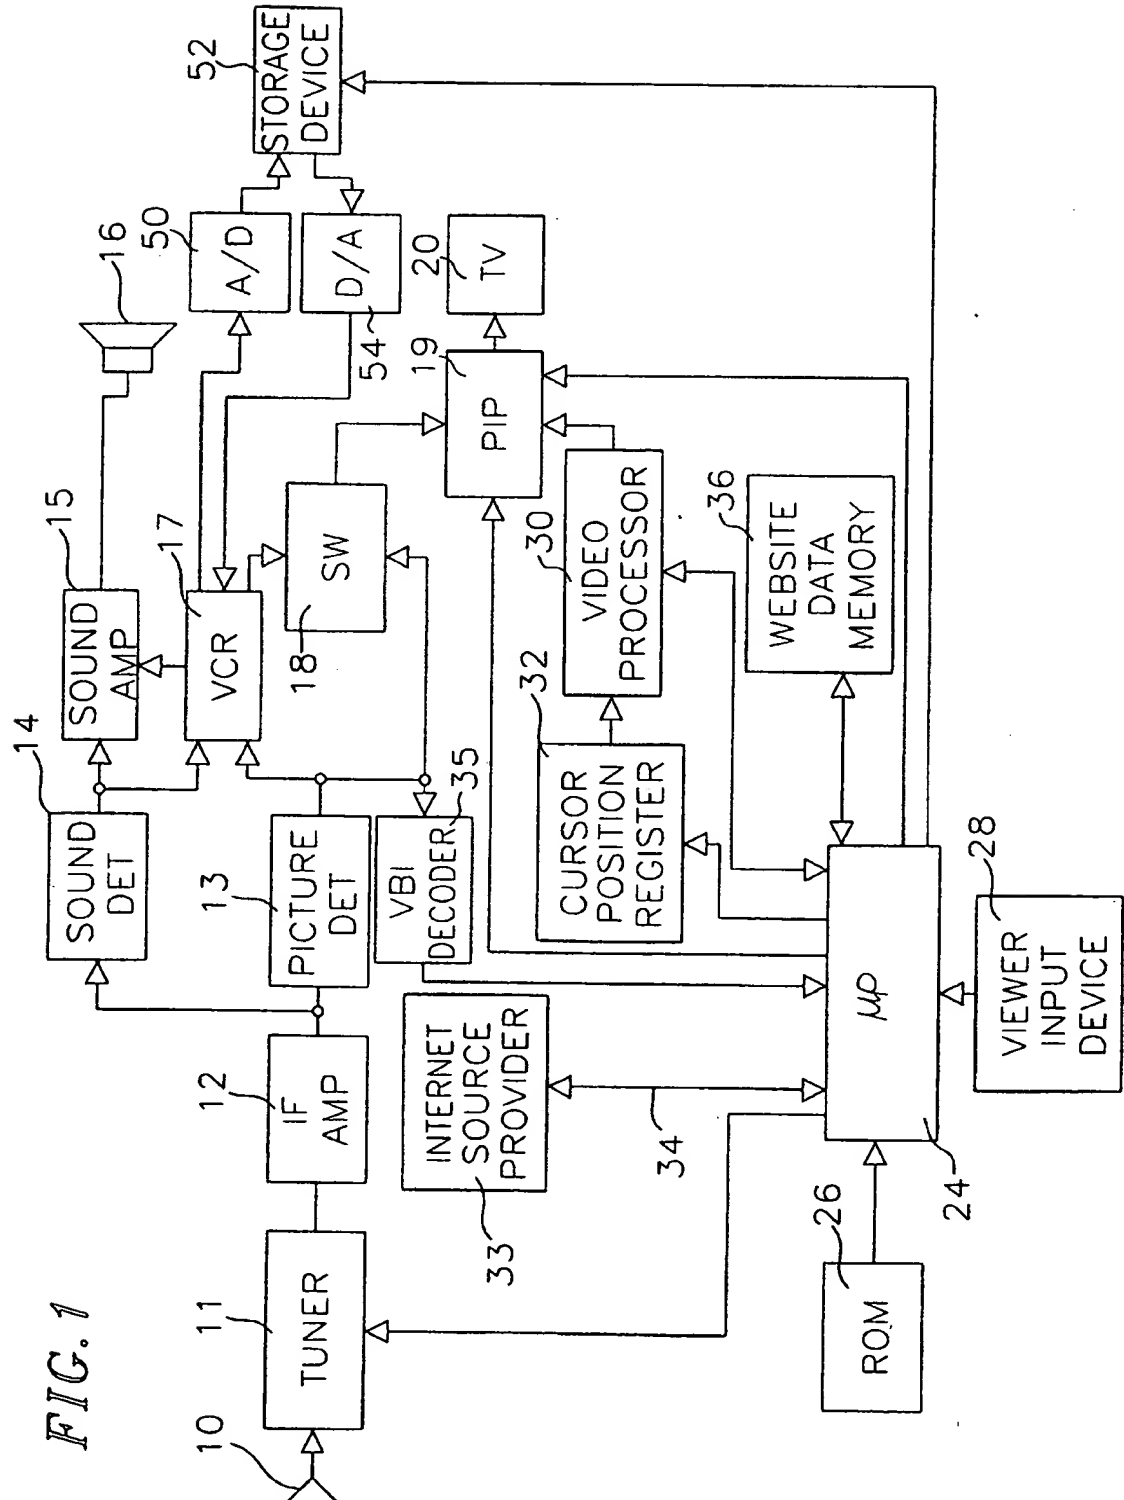 FIG. 1
10
11
TUNER
12
IF
AMP
13
PICTURE
DET
14
SOUND
DET
15
SOUND
AMP
16
17
VCR
18
SW
50
A/D
52
STORAGE
DEVICE
54
D/A
19
PIP
20
TV
35
VBI
DECODER
33
INTERNET
SOURCE
PROVIDER
34
32
CURSOR
POSITION
REGISTER
30
VIDEO
PROCESSOR
36
WEBSITE
DATA
MEMORY
26
ROM
24
μP
28
VIEWER
INPUT
DEVICE